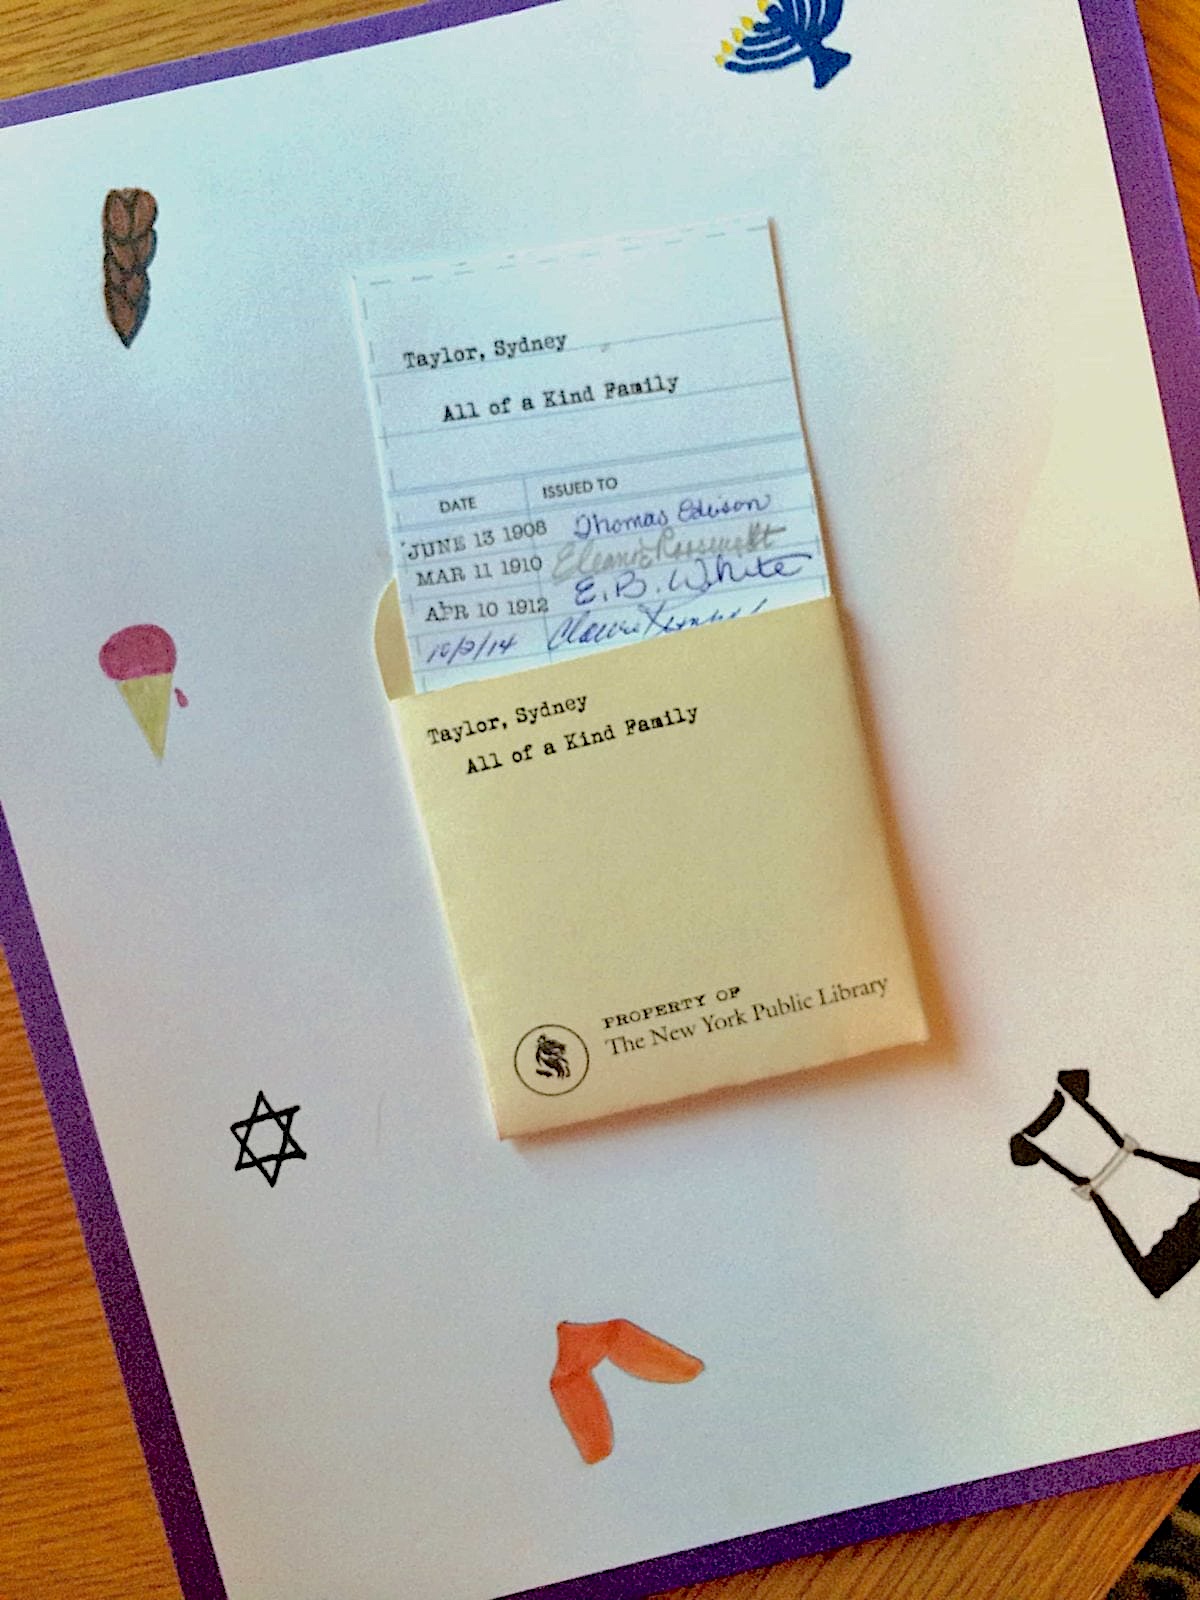 Taylor, Sydney
All of a Kind Family
DATE ISSUED TO
JUNE 13 1908 Thomas Edison
MAR 11 1910 Eleanor Roosevelt
APR 10 1912 E.B. White
10/2/14
Taylor, Sydney
All of a Kind Family
PROPERTY OF
The New York Public Library